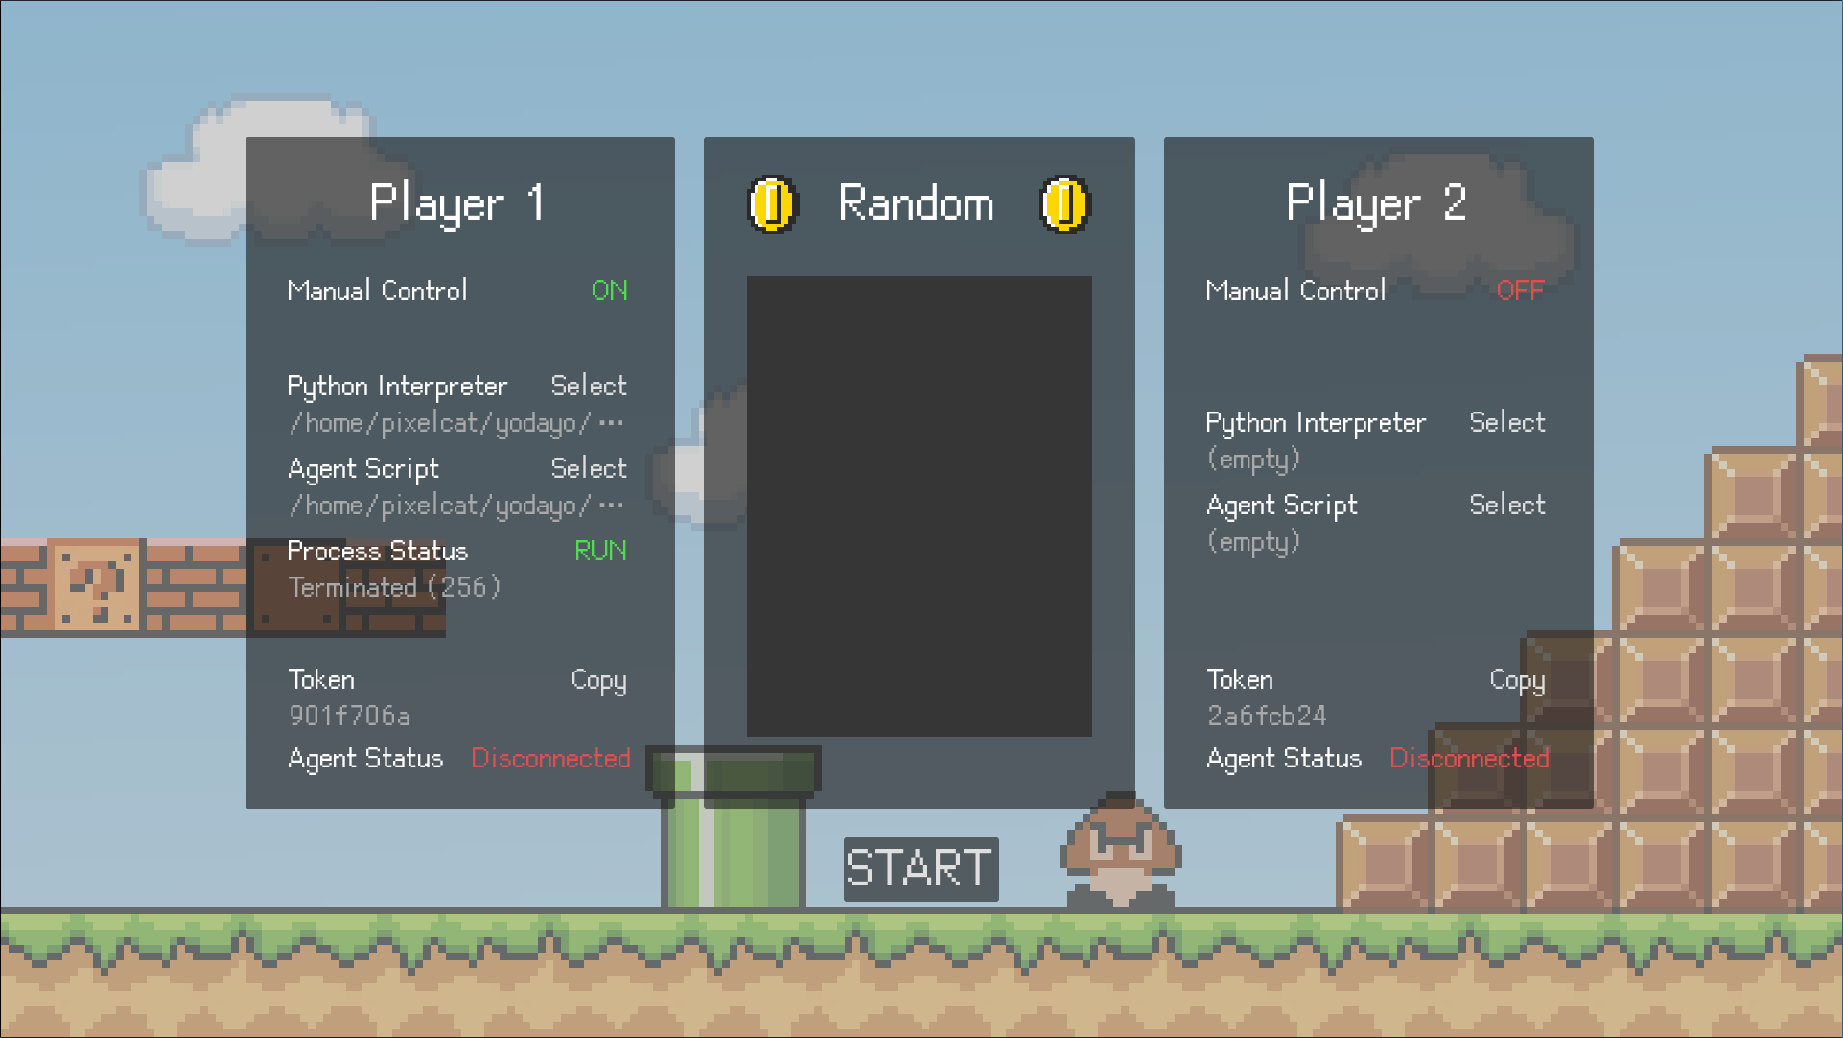 Player 1
Manual Control ON
Python Interpreter Select
/home/pixelcat/yodayo/ ···
Agent Script Select
/home/pixelcat/yodayo/ ···
Process Status RUN
Terminated (256)
Token Copy
901f706a
Agent Status Disconnected
Random
Player 2
Manual Control OFF
Python Interpreter Select
(empty)
Agent Script Select
(empty)
Token Copy
2a6fcb24
Agent Status Disconnected
START
?